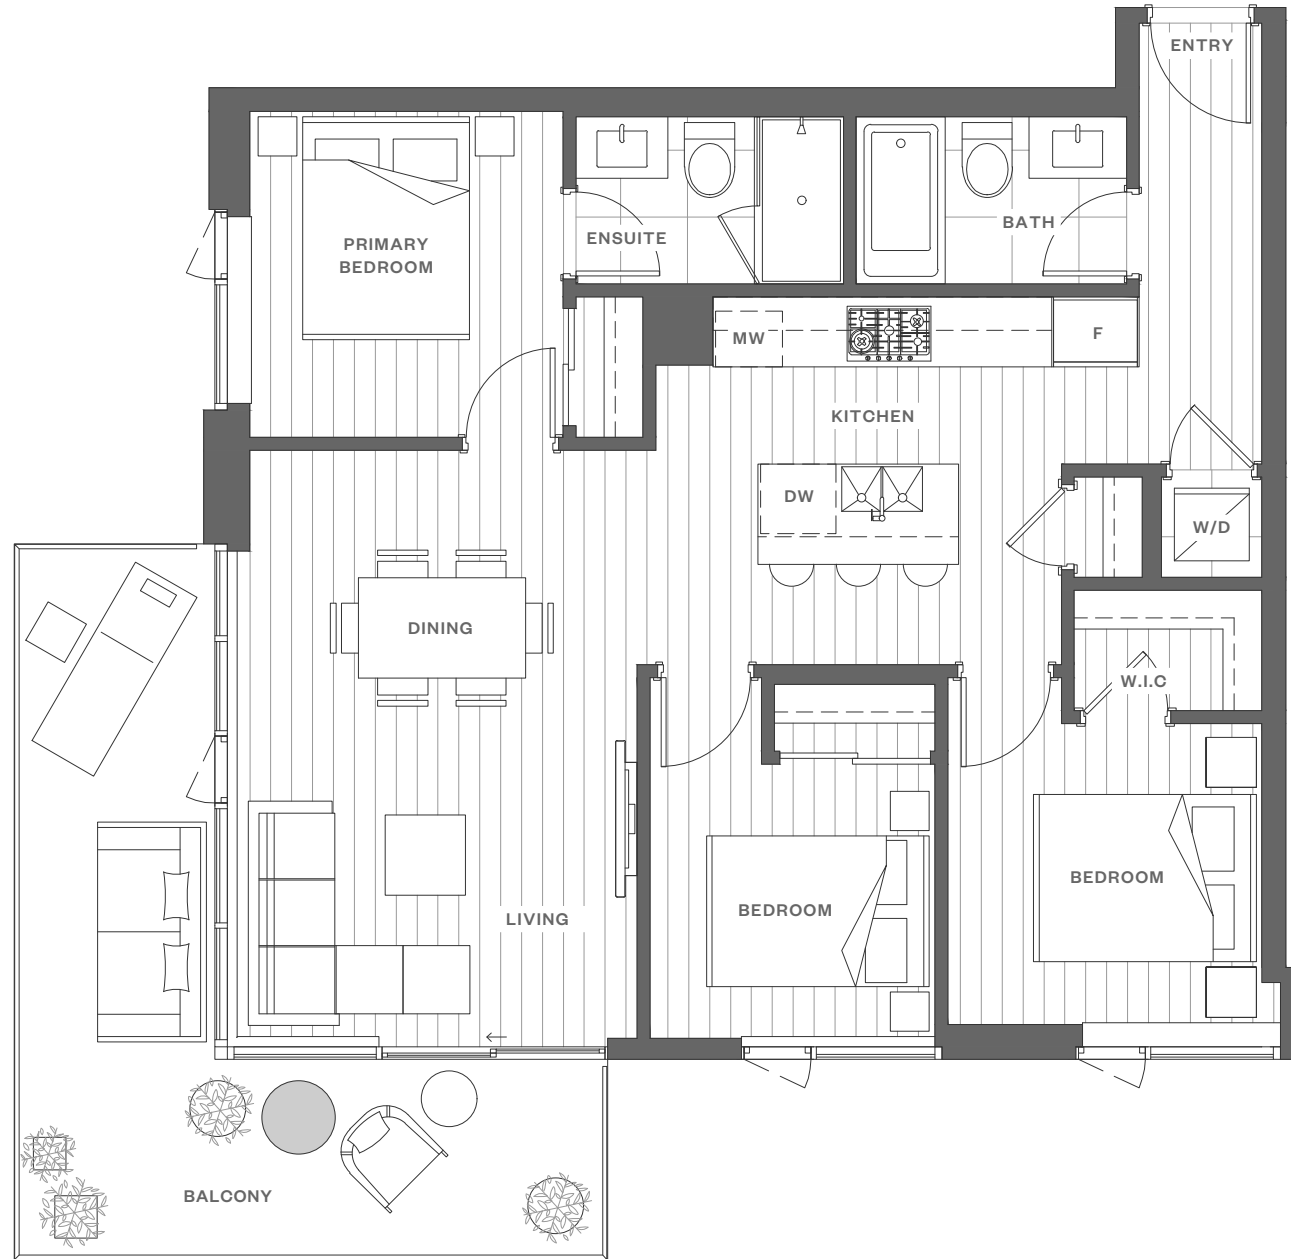 ENTRY
PRIMARY
BEDROOM
ENSUITE
BATH
MW
F
KITCHEN
DW
W/D
DINING
W.I.C
LIVING
BEDROOM
BEDROOM
BALCONY